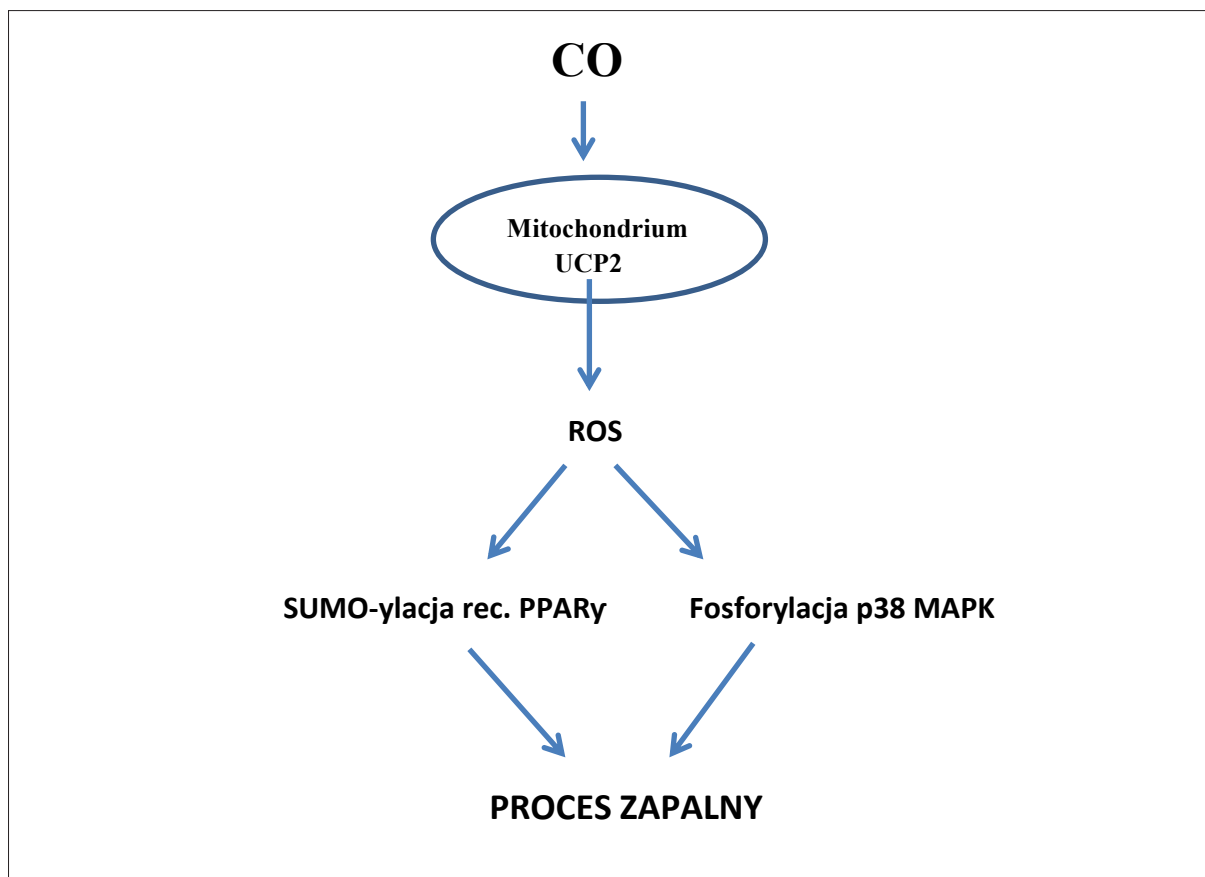 CO
Mitochondrium
UCP2
ROS
SUMO-ylacja rec. PPARγ
Fosforylacja p38 MAPK
PROCES ZAPALNY